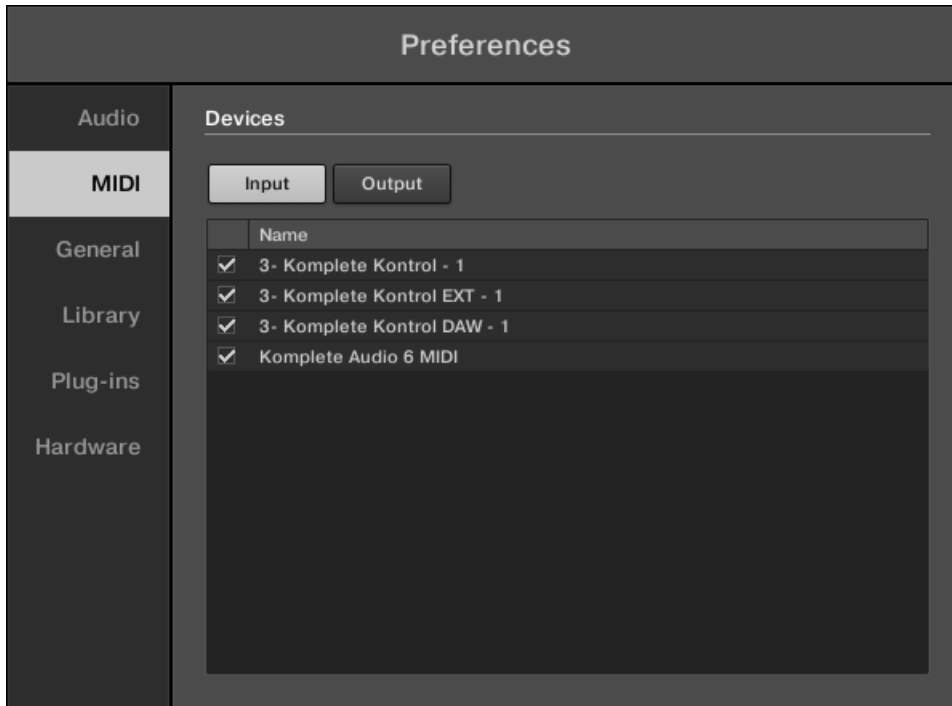 Preferences
Audio
MIDI
General
Library
Plug-ins
Hardware
Devices
Input Output
Name
3- Komplete Kontrol - 1
3- Komplete Kontrol EXT - 1
3- Komplete Kontrol DAW - 1
Komplete Audio 6 MIDI